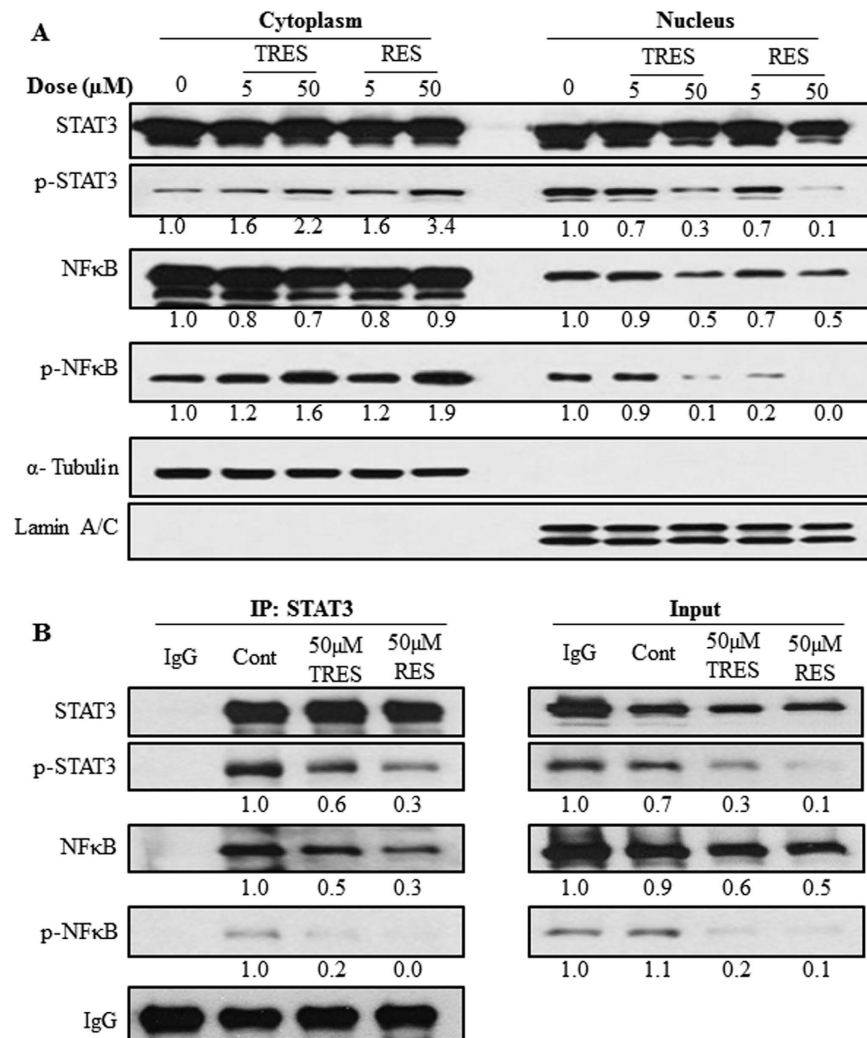 A
Cytoplasm Nucleus
TRES RES TRES RES
Dose (μM) 0 5 50 5 50 0 5 50 5 50
STAT3
p-STAT3
1.0 1.6 2.2 1.6 3.4 1.0 0.7 0.3 0.7 0.1
NFκB
1.0 0.8 0.7 0.8 0.9 1.0 0.9 0.5 0.7 0.5
p-NFκB
1.0 1.2 1.6 1.2 1.9 1.0 0.9 0.1 0.2 0.0
α- Tubulin
Lamin A/C
B
IP: STAT3 Input
IgG Cont 50μM TRES 50μM RES IgG Cont 50μM TRES 50μM RES
STAT3
p-STAT3
1.0 0.6 0.3 1.0 0.7 0.3 0.1
NFκB
1.0 0.5 0.3 1.0 0.9 0.6 0.5
p-NFκB
1.0 0.2 0.0 1.0 1.1 0.2 0.1
IgG